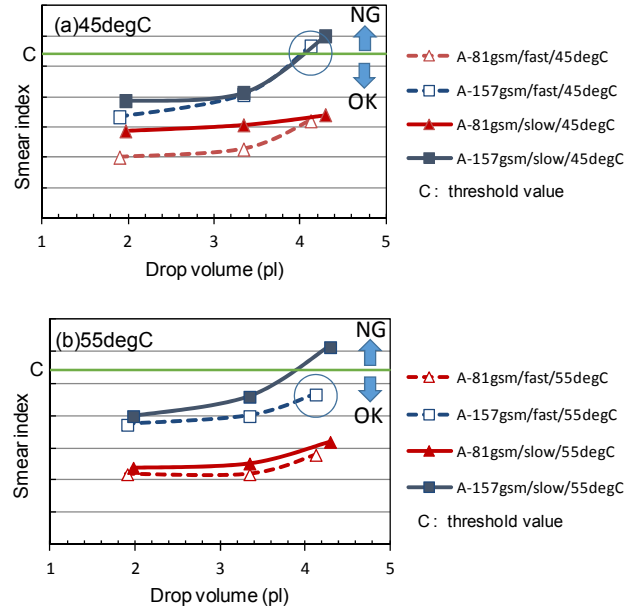 (a)45degC
NG
C
OK
Smear index
1 2 3 4 5
Drop volume (pl)
A-81gsm/fast/45degC
A-157gsm/fast/45degC
A-81gsm/slow/45degC
A-157gsm/slow/45degC
C : threshold value
(b)55degC
NG
C
OK
Smear index
1 2 3 4 5
Drop volume (pl)
A-81gsm/fast/55degC
A-157gsm/fast/55degC
A-81gsm/slow/55degC
A-157gsm/slow/55degC
C : threshold value